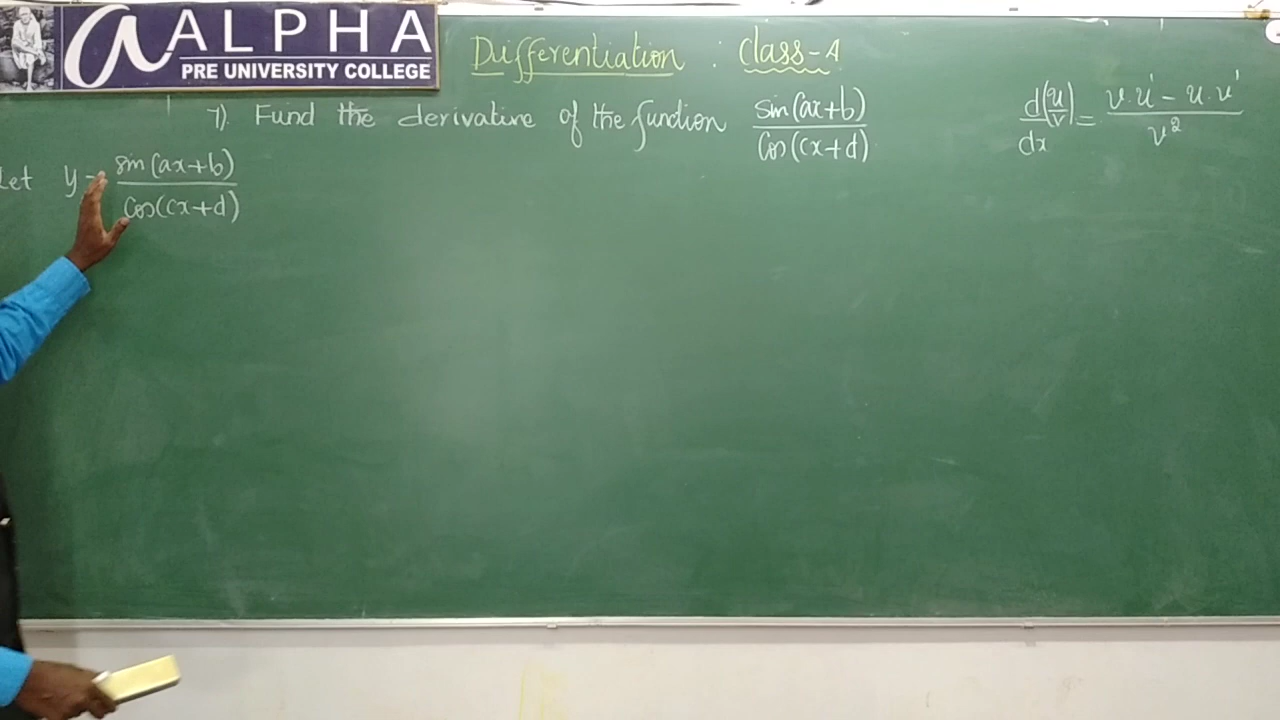 ALPHA
PRE UNIVERSITY COLLEGE
Differentiation : Class-4
7). Find the derivative of the function sin(ax+b)/cos(cx+d)
d/dx(u/v) = v.u' - u.v' / v²
Let y = sin(ax+b)/cos(cx+d)